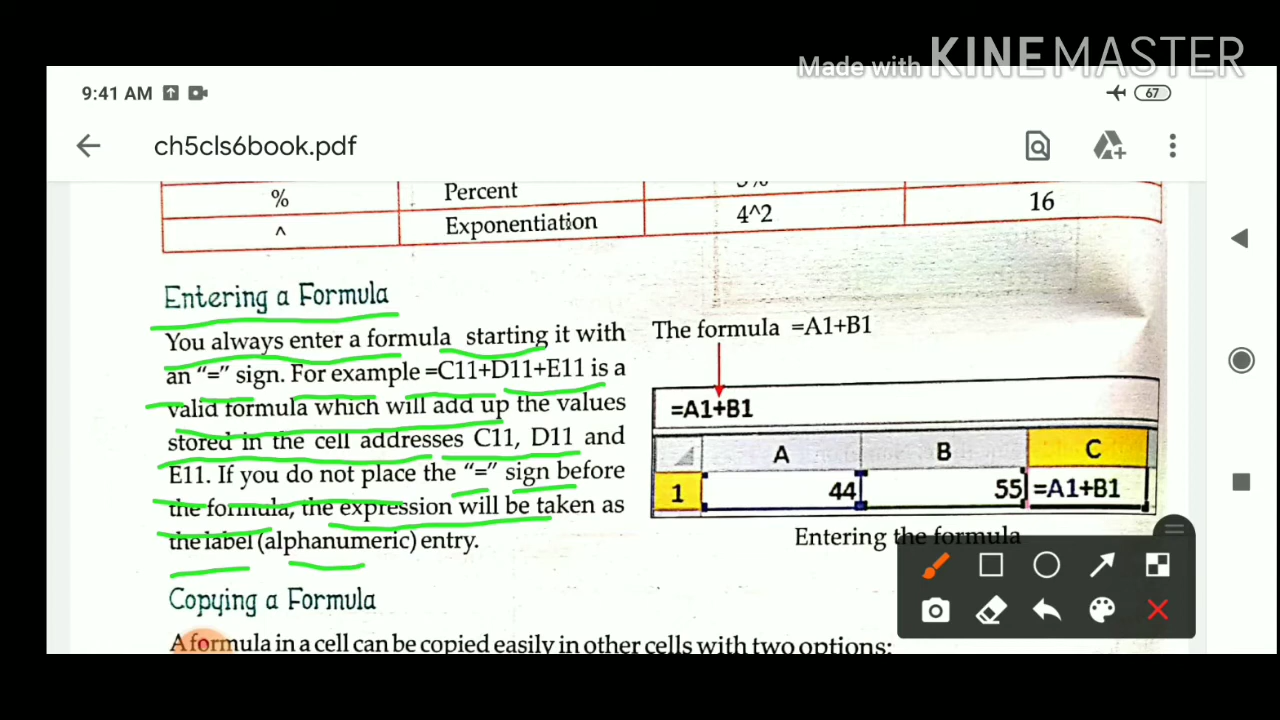 Made with KINEMASTER
9:41 AM 67
ch5cls6book.pdf
% Percent
^ Exponentiation 4^2 16
Entering a Formula
You always enter a formula starting it with
an "=" sign. For example =C11+D11+E11 is a
valid formula which will add up the values
stored in the cell addresses C11, D11 and
E11. If you do not place the "=" sign before
the formula, the expression will be taken as
the label (alphanumeric) entry.
The formula =A1+B1
=A1+B1
A B C
1 44 55 =A1+B1
Entering the formula
Copying a Formula
A formula in a cell can be copied easily in other cells with two options: